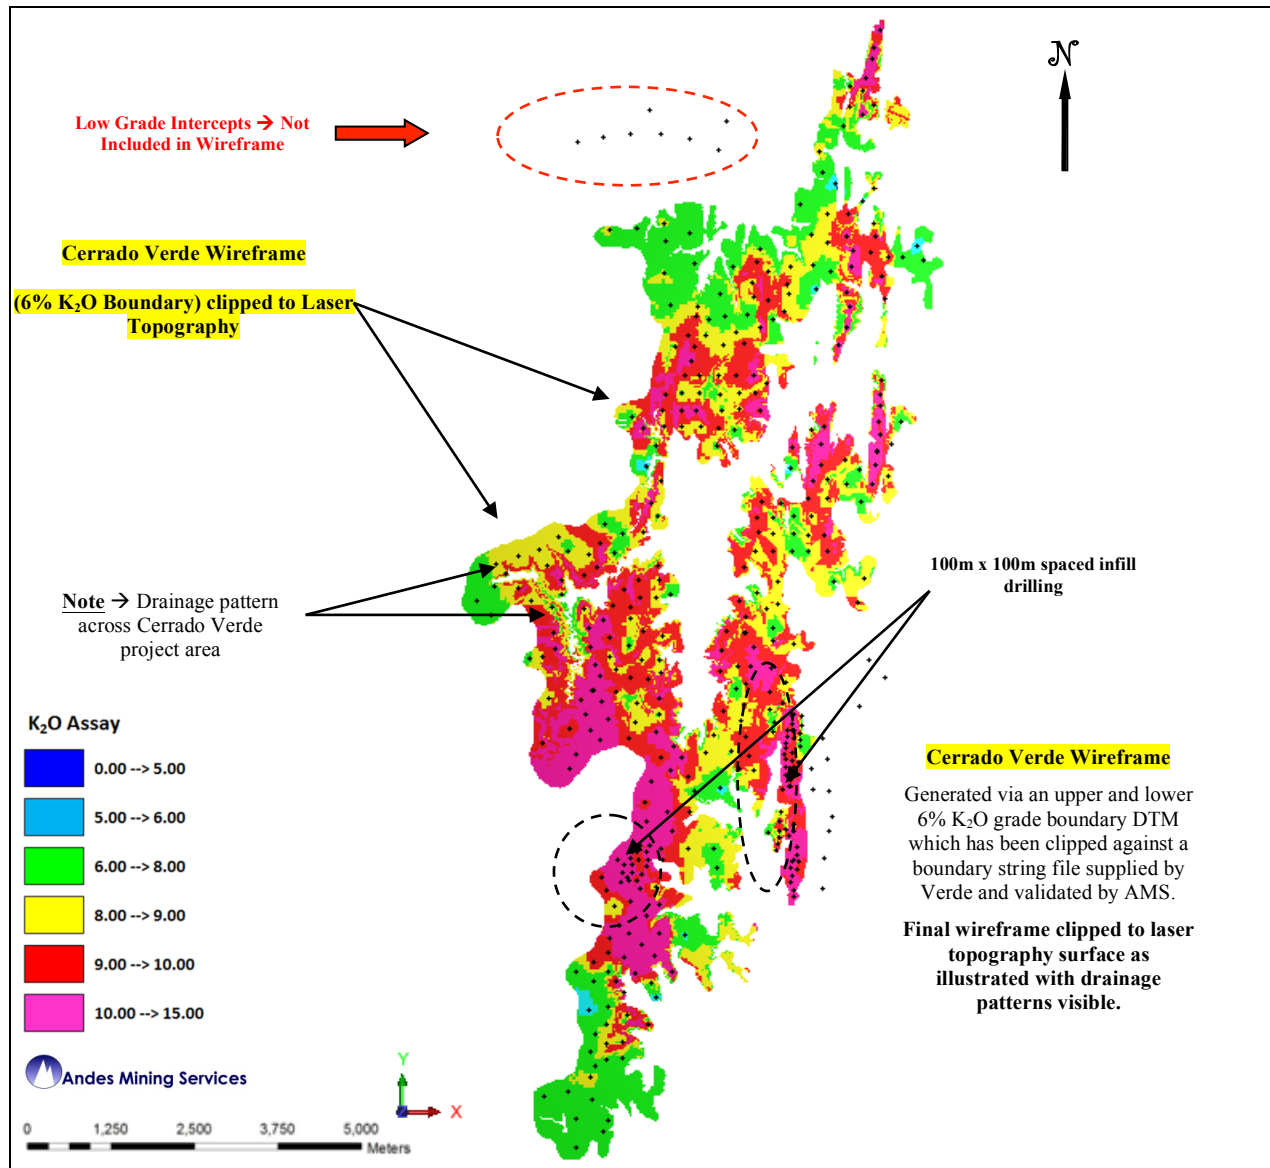 N
Low Grade Intercepts → Not
Included in Wireframe
Cerrado Verde Wireframe
(6% K₂O Boundary) clipped to Laser
Topography
100m x 100m spaced infill
drilling
Note → Drainage pattern
across Cerrado Verde
project area
K₂O Assay
0.00 --> 5.00
5.00 --> 6.00
6.00 --> 8.00
8.00 --> 9.00
9.00 --> 10.00
10.00 --> 15.00
Cerrado Verde Wireframe
Generated via an upper and lower
6% K₂O grade boundary DTM
which has been clipped against a
boundary string file supplied by
Verde and validated by AMS.
Final wireframe clipped to laser
topography surface as
illustrated with drainage
patterns visible.
Andes Mining Services
Y
X
0 1,250 2,500 3,750 5,000
Meters